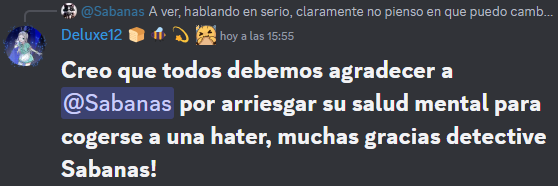 @Sabanas A ver, hablando en serio, claramente no pienso en que puedo camb...
Deluxe12 hoy a las 15:55
Creo que todos debemos agradecer a
@Sabanas por arriesgar su salud mental para
cogerse a una hater, muchas gracias detective
Sabanas!